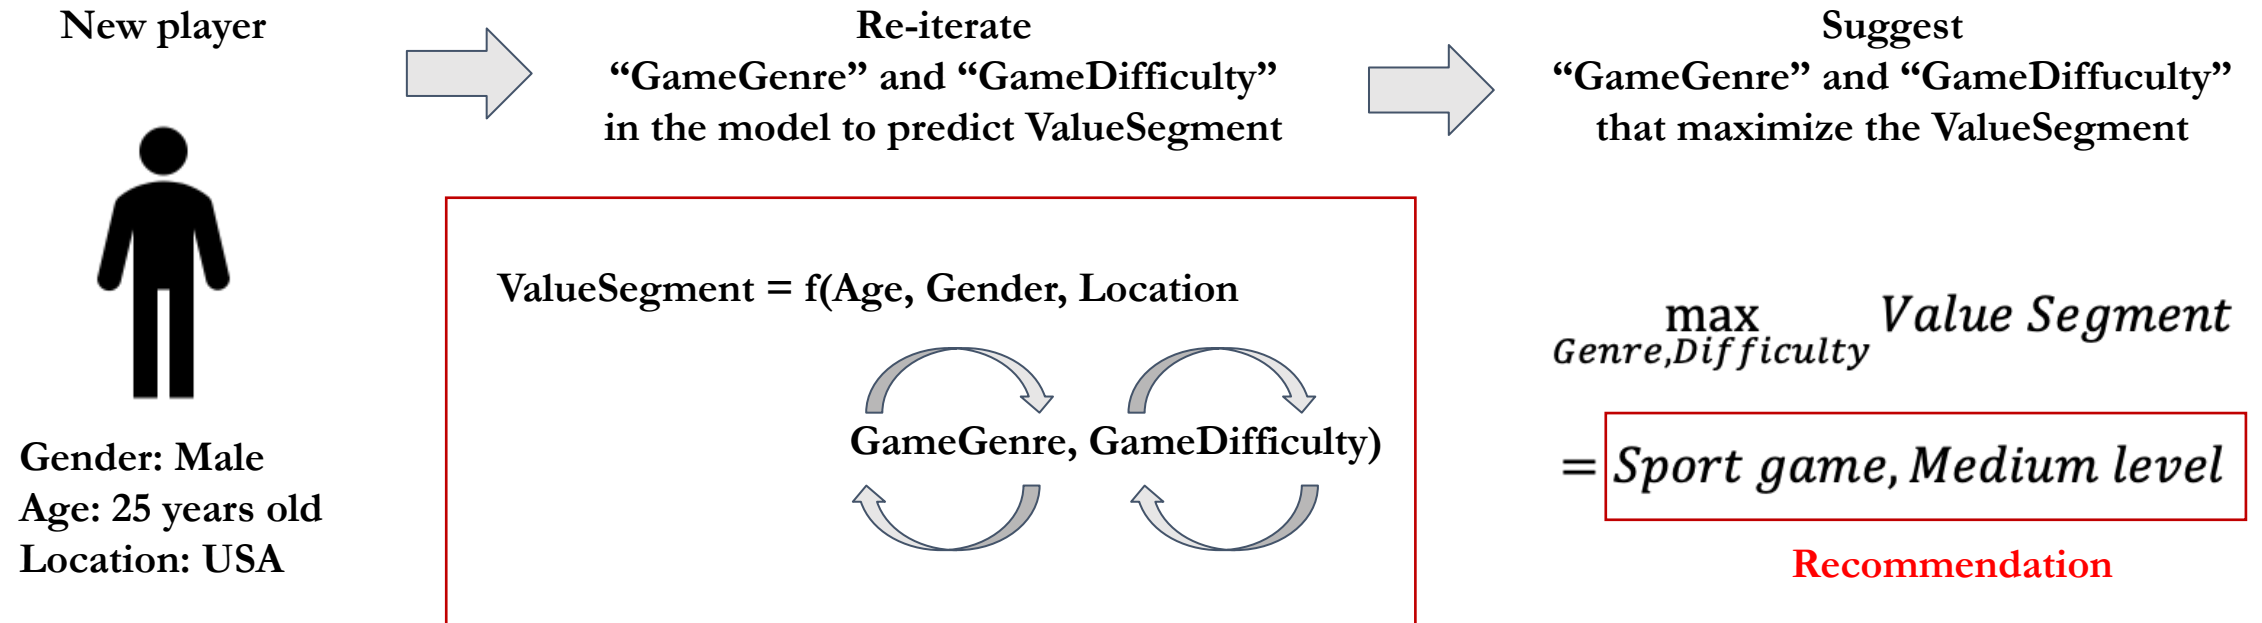 New player
Gender: Male
Age: 25 years old
Location: USA
Re-iterate
“GameGenre” and “GameDifficulty”
in the model to predict ValueSegment
ValueSegment = f(Age, Gender, Location
GameGenre, GameDifficulty)
Suggest
“GameGenre” and “GameDiffuculty”
that maximize the ValueSegment
max Value Segment
Genre,Difficulty
= Sport game, Medium level
Recommendation